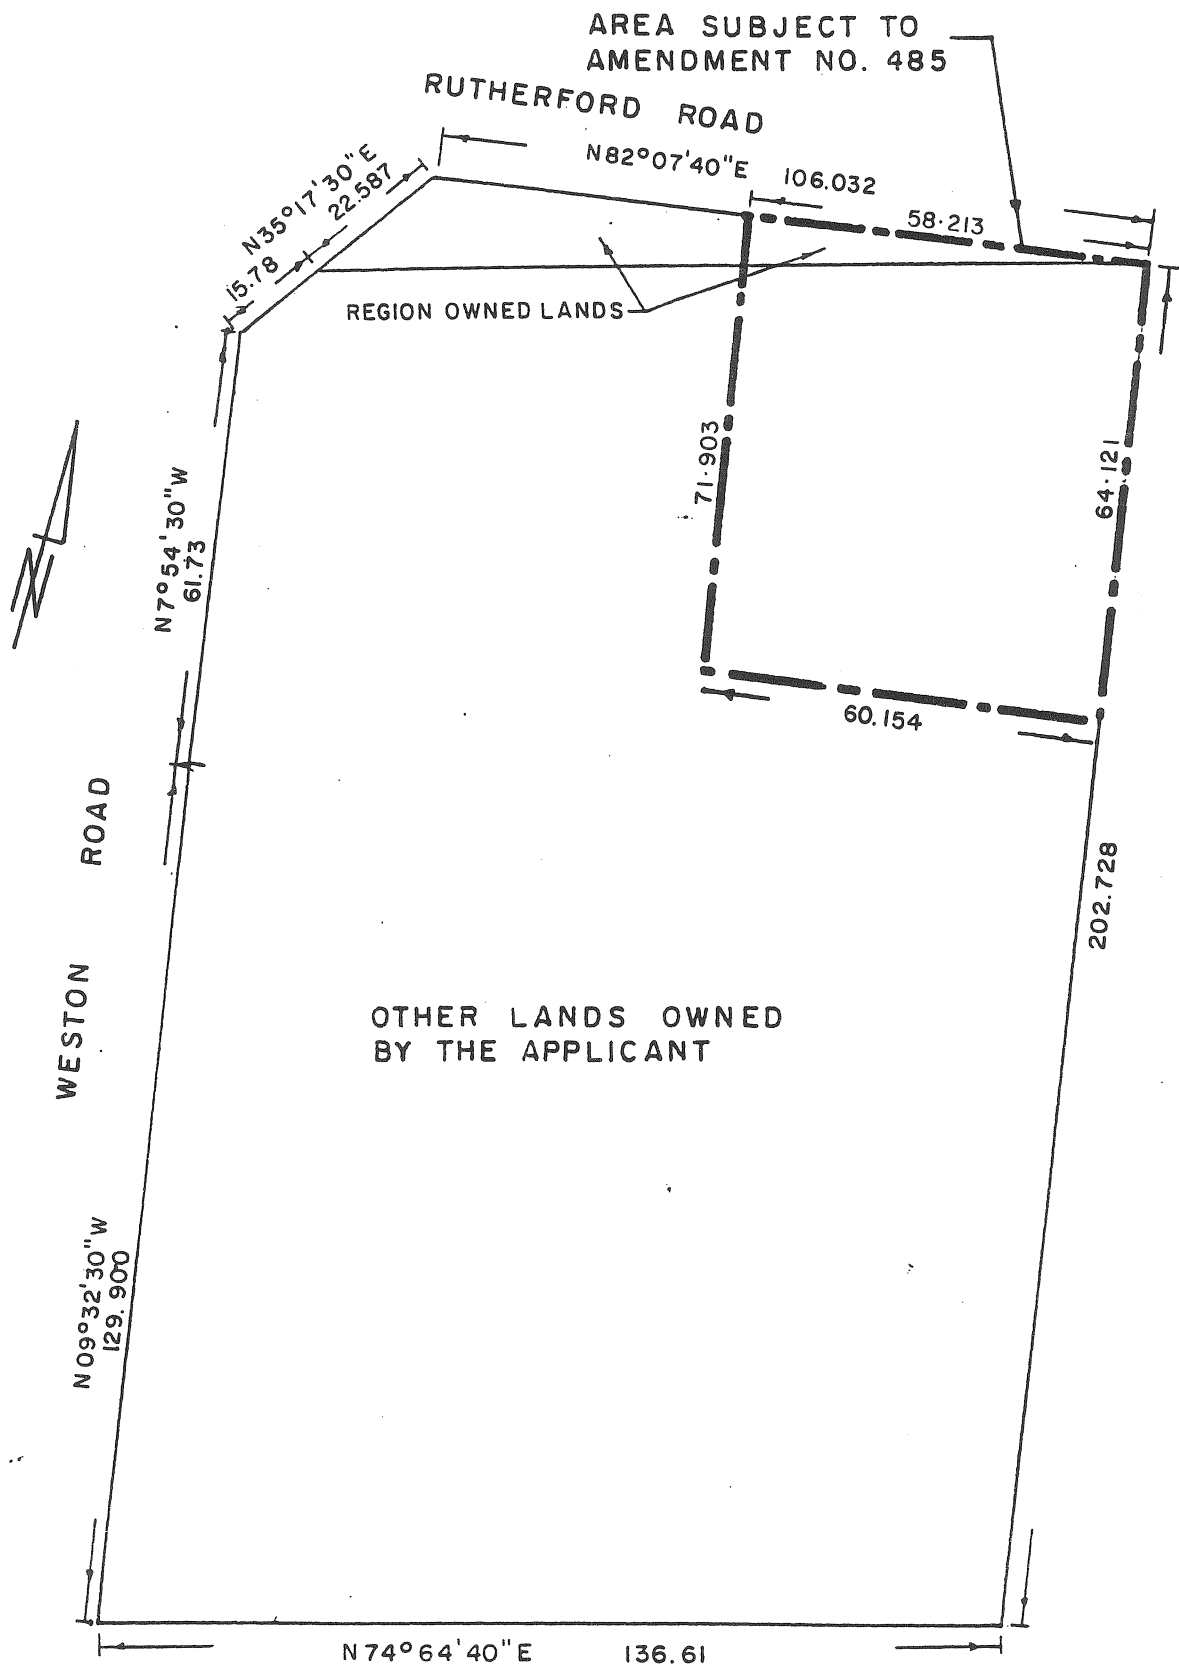 AREA SUBJECT TO
AMENDMENT NO. 485
RUTHERFORD ROAD
N82°07'40"E
106.032
58.213
N35°17'30"E
22.587
15.78
REGION OWNED LANDS
71.903
64.121
N7°54'30"W
61.73
60.154
WESTON ROAD
202.728
OTHER LANDS OWNED
BY THE APPLICANT
N09°32'30"W
129.900
N74°64'40"E 136.61
N